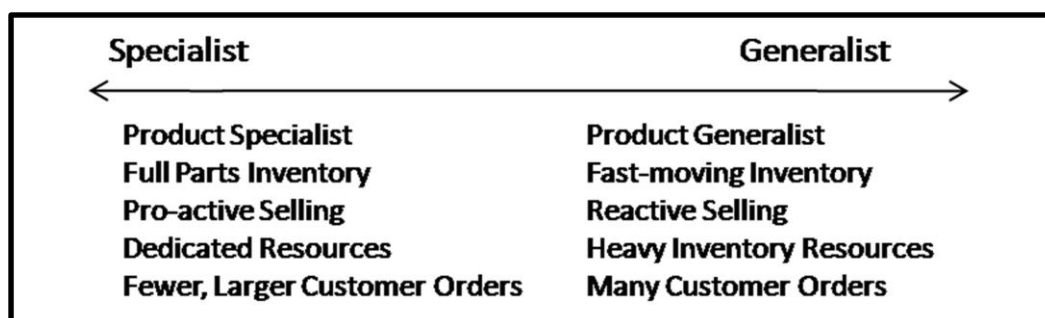 Specialist Generalist
Product Specialist Product Generalist
Full Parts Inventory Fast-moving Inventory
Pro-active Selling Reactive Selling
Dedicated Resources Heavy Inventory Resources
Fewer, Larger Customer Orders Many Customer Orders